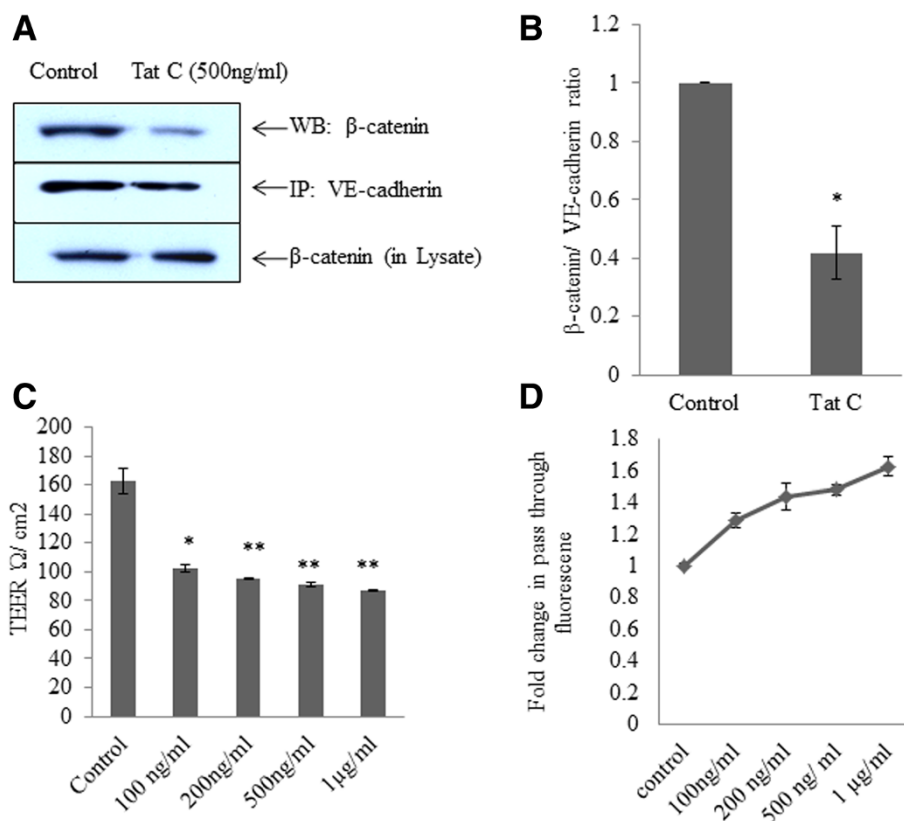 A
Control Tat C (500ng/ml)
WB: β-catenin
IP: VE-cadherin
β-catenin (in Lysate)
B
β-catenin/ VE-cadherin ratio
1.2
1
0.8
0.6
0.4
0.2
0
*
Control Tat C
C
TEER Ώ/ cm2
200
180
160
140
120
100
80
60
40
20
0
* ** ** **
Control 100 ng/ml 200ng/ml 500ng/ml 1µg/ml
D
Fold change in pass through
fluorescene
1.8
1.6
1.4
1.2
1
0.8
0.6
0.4
0.2
0
control 100ng/ml 200 ng/ml 500 ng/ ml 1 µg/ml